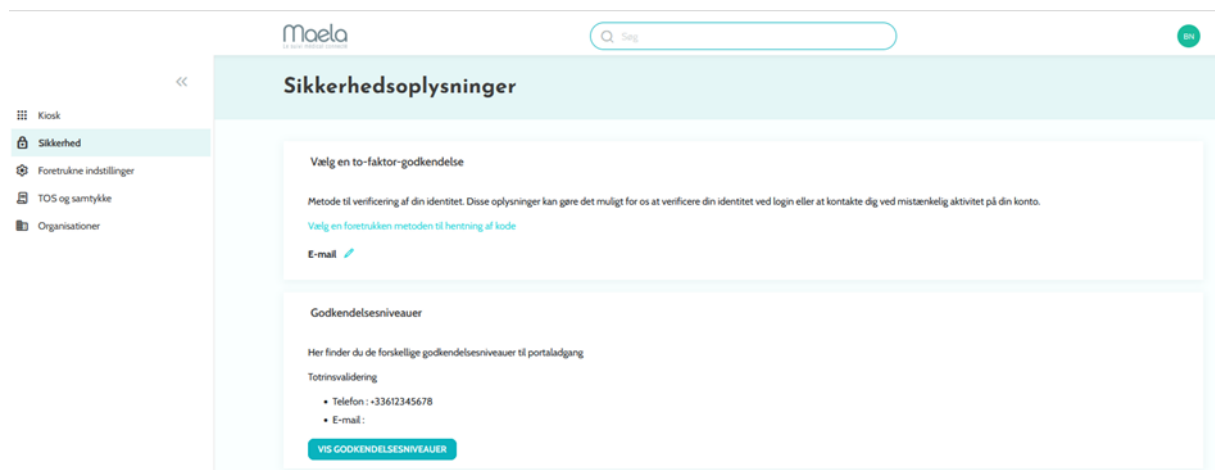 Maela
Søg
BN
Sikkerhedsoplysninger
Kiosk
Sikkerhed
Foretrukne indstillinger
TOS og samtykke
Organisationer
Vælg en to-faktor-godkendelse
Metode til verificering af din identitet. Disse oplysninger kan gøre det muligt for os at verificere din identitet ved login eller at kontakte dig ved mistænkelig aktivitet på din konto.
Vælg en foretrukken metoden til hentning af kode
E-mail
Godkendelsesniveauer
Her finder du de forskellige godkendelsesniveauer til portaladgang
Totrinsvalidering
• Telefon : +33612345678
• E-mail :
VIS GODKENDELSESNIVEAUER